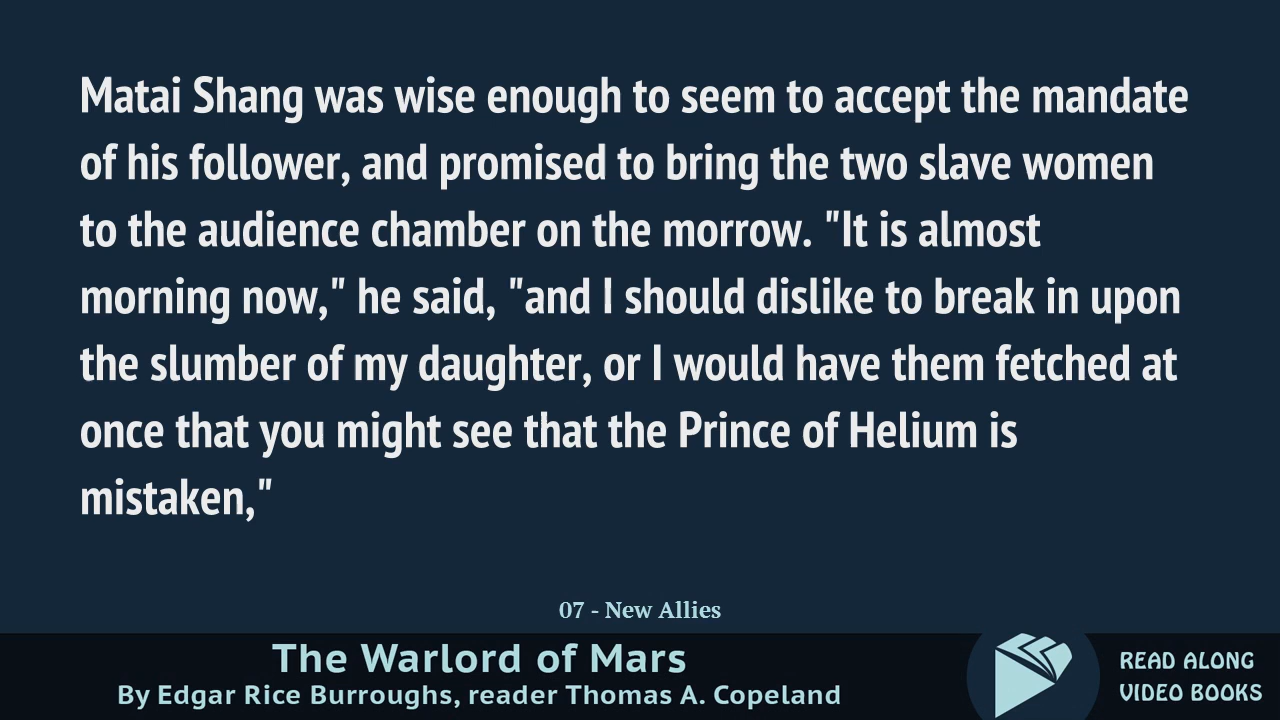 Matai Shang was wise enough to seem to accept the mandate
of his follower, and promised to bring the two slave women
to the audience chamber on the morrow. "It is almost
morning now," he said, "and I should dislike to break in upon
the slumber of my daughter, or I would have them fetched at
once that you might see that the Prince of Helium is
mistaken,"
07 - New Allies
The Warlord of Mars
By Edgar Rice Burroughs, reader Thomas A. Copeland
READ ALONG
VIDEO BOOKS